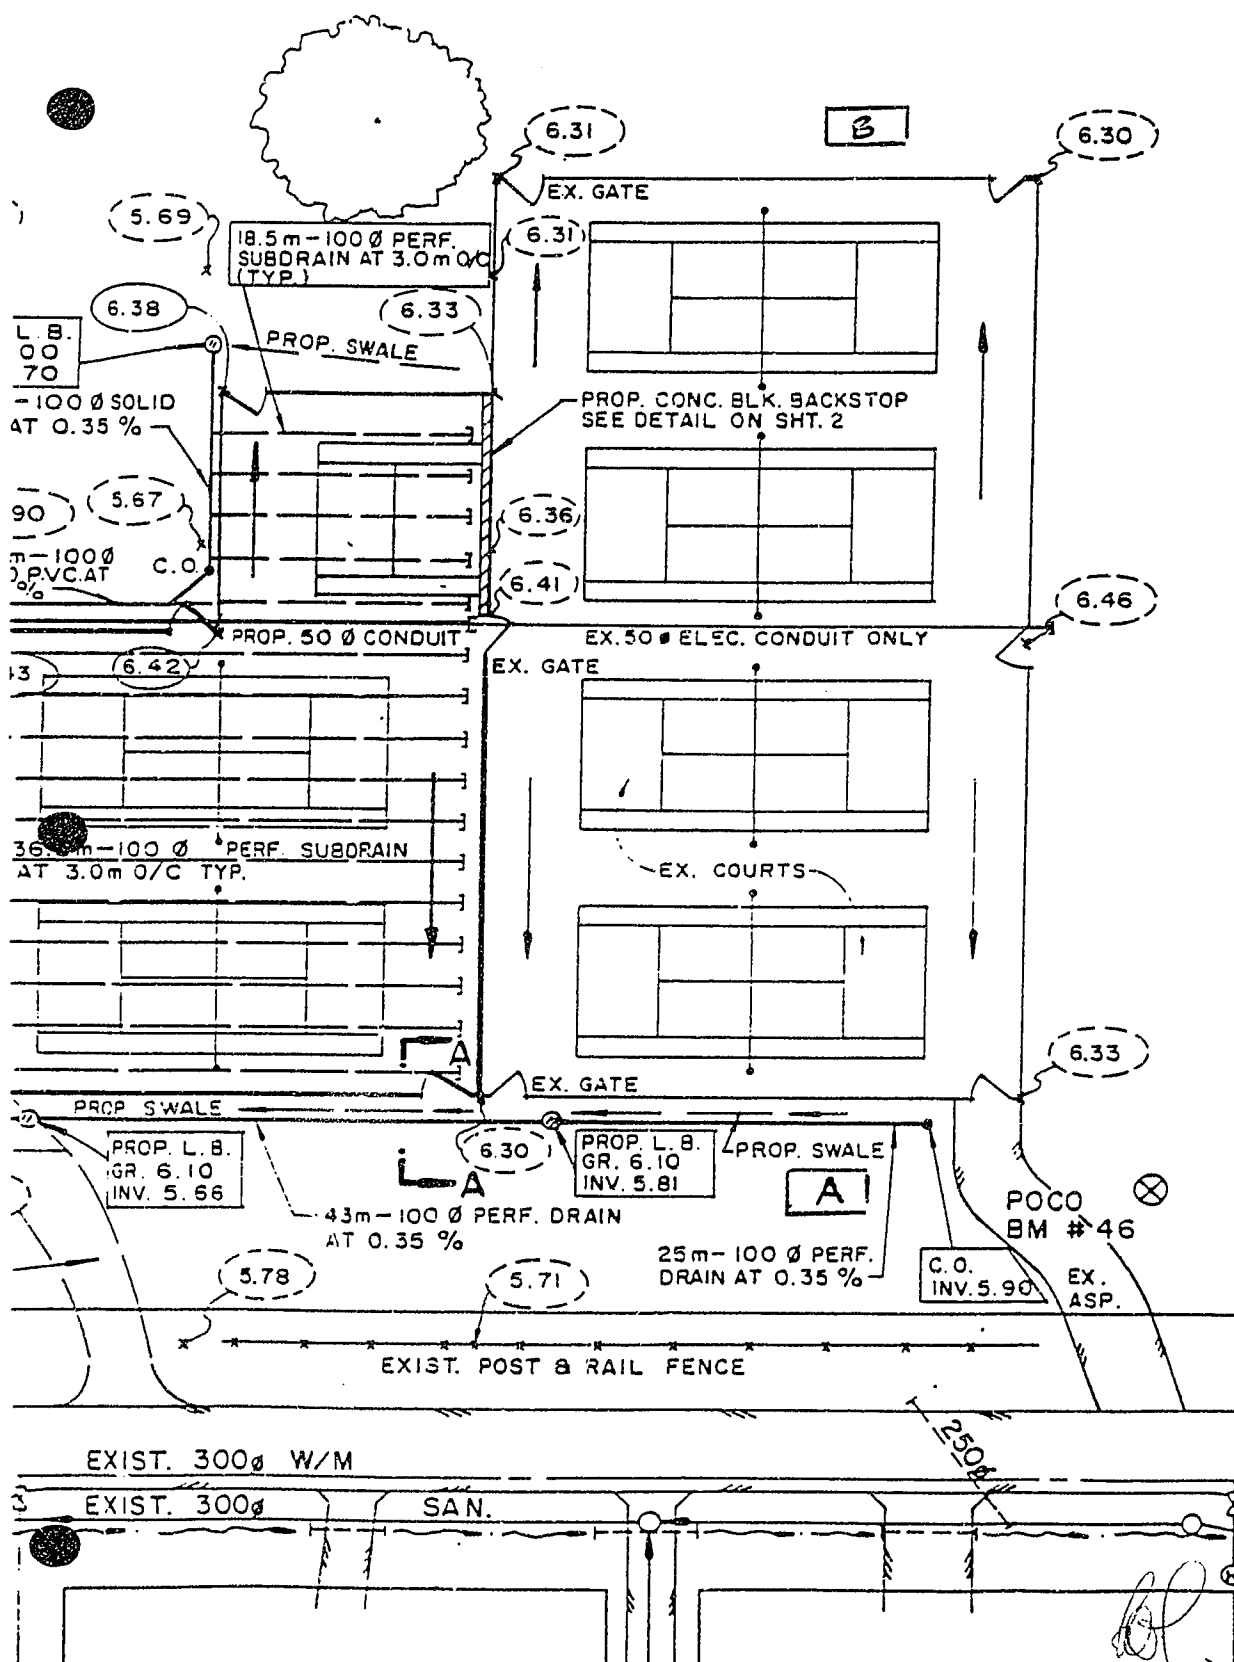 6.31
B
6.30
EX. GATE
5.69
18.5m-100 Ø PERF.
SUBDRAIN AT 3.0m O/C
(TYP.)
6.31
6.38
6.33
L.B.
00
70
PROP. SWALE
-100 Ø SOLID
AT 0.35 %
PROP. CONC. BLK. BACKSTOP
SEE DETAIL ON SHT. 2
90
5.67
6.36
m-100Ø
P.V.C. AT
%
C.O.
6.41
6.46
PROP. 50 Ø CONDUIT
EX. 50 Ø ELEC. CONDUIT ONLY
43
6.42
EX. GATE
m-100 Ø PERF. SUBDRAIN
AT 3.0m O/C TYP.
EX. COURTS
A
6.33
EX. GATE
PROP. SWALE
PROP. L.B.
GR. 6.10
INV. 5.66
6.30
PROP. L.B.
GR. 6.10
INV. 5.81
PROP. SWALE
A
A
POCO
BM # 46
43m-100 Ø PERF. DRAIN
AT 0.35 %
25m-100 Ø PERF.
DRAIN AT 0.35 %
C.O.
INV. 5.90
EX.
ASP.
5.78
5.71
EXIST. POST & RAIL FENCE
250Ø
EXIST. 300Ø W/M
EXIST. 300Ø SAN.